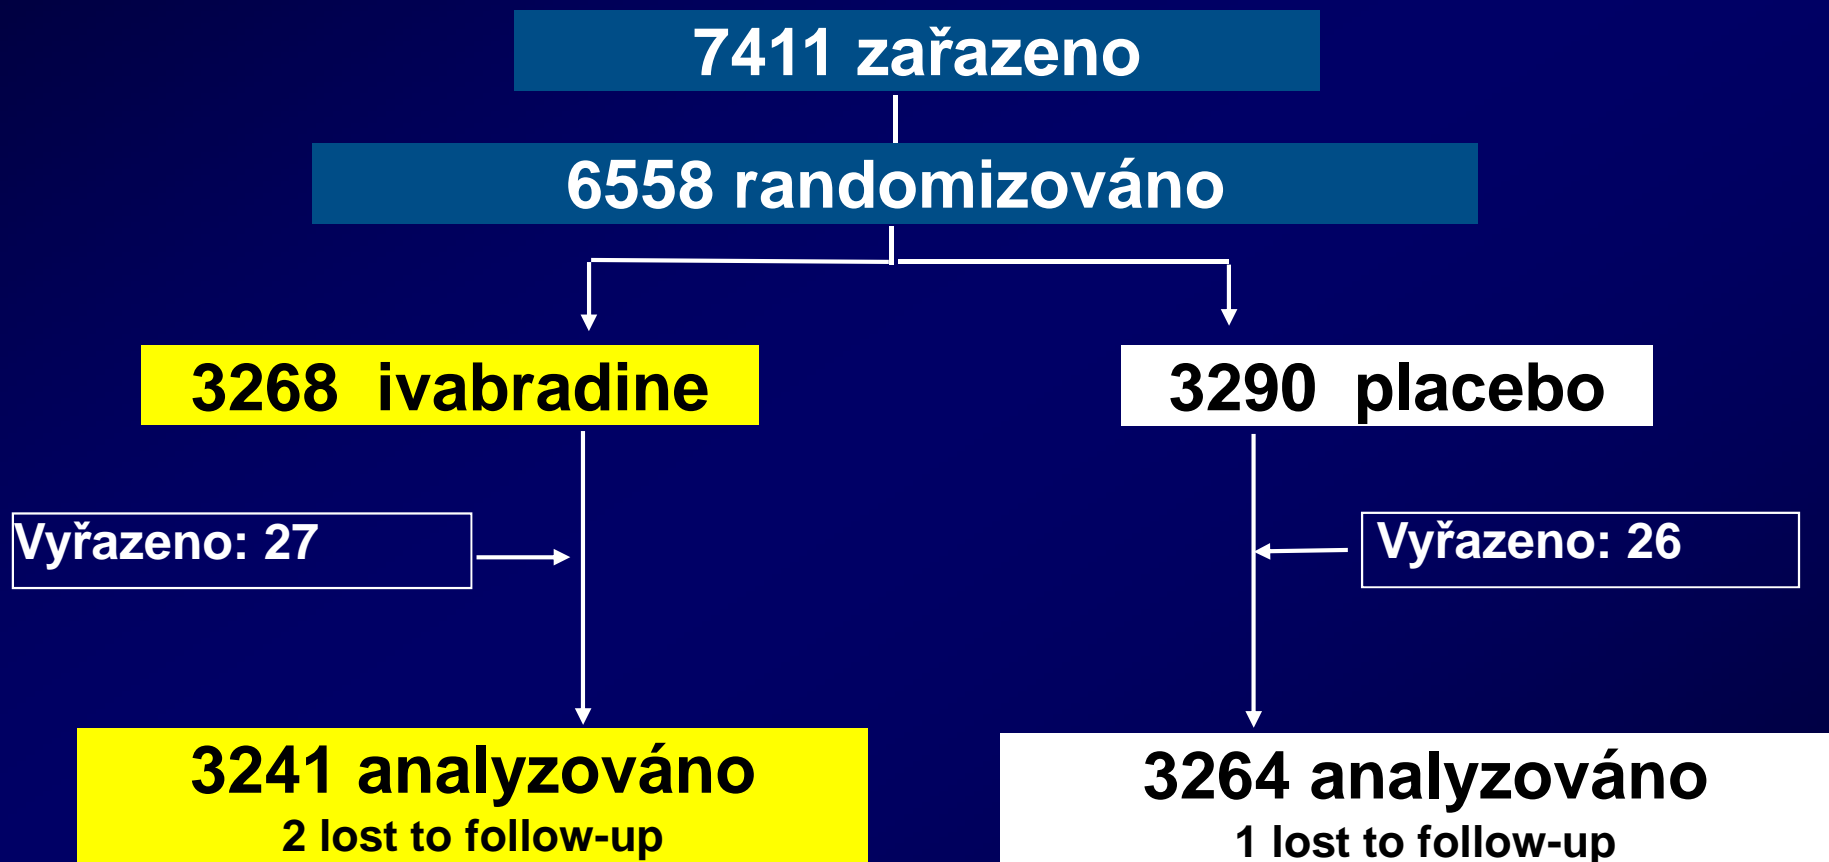 7411 zařazeno
6558 randomizováno
3268 ivabradine
3290 placebo
Vyřazeno: 27
Vyřazeno: 26
3241 analyzováno
2 lost to follow-up
3264 analyzováno
1 lost to follow-up